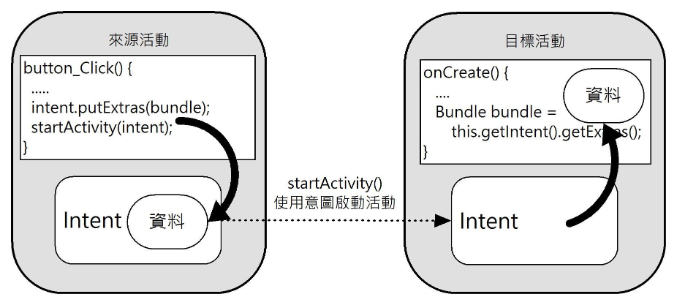 來源活動
button_Click() {
.....
intent.putExtras(bundle);
startActivity(intent);
}
Intent
資料
startActivity()
使用意圖啟動活動
目標活動
onCreate() {
....
資料
Bundle bundle =
this.getIntent().getExtras();
}
Intent